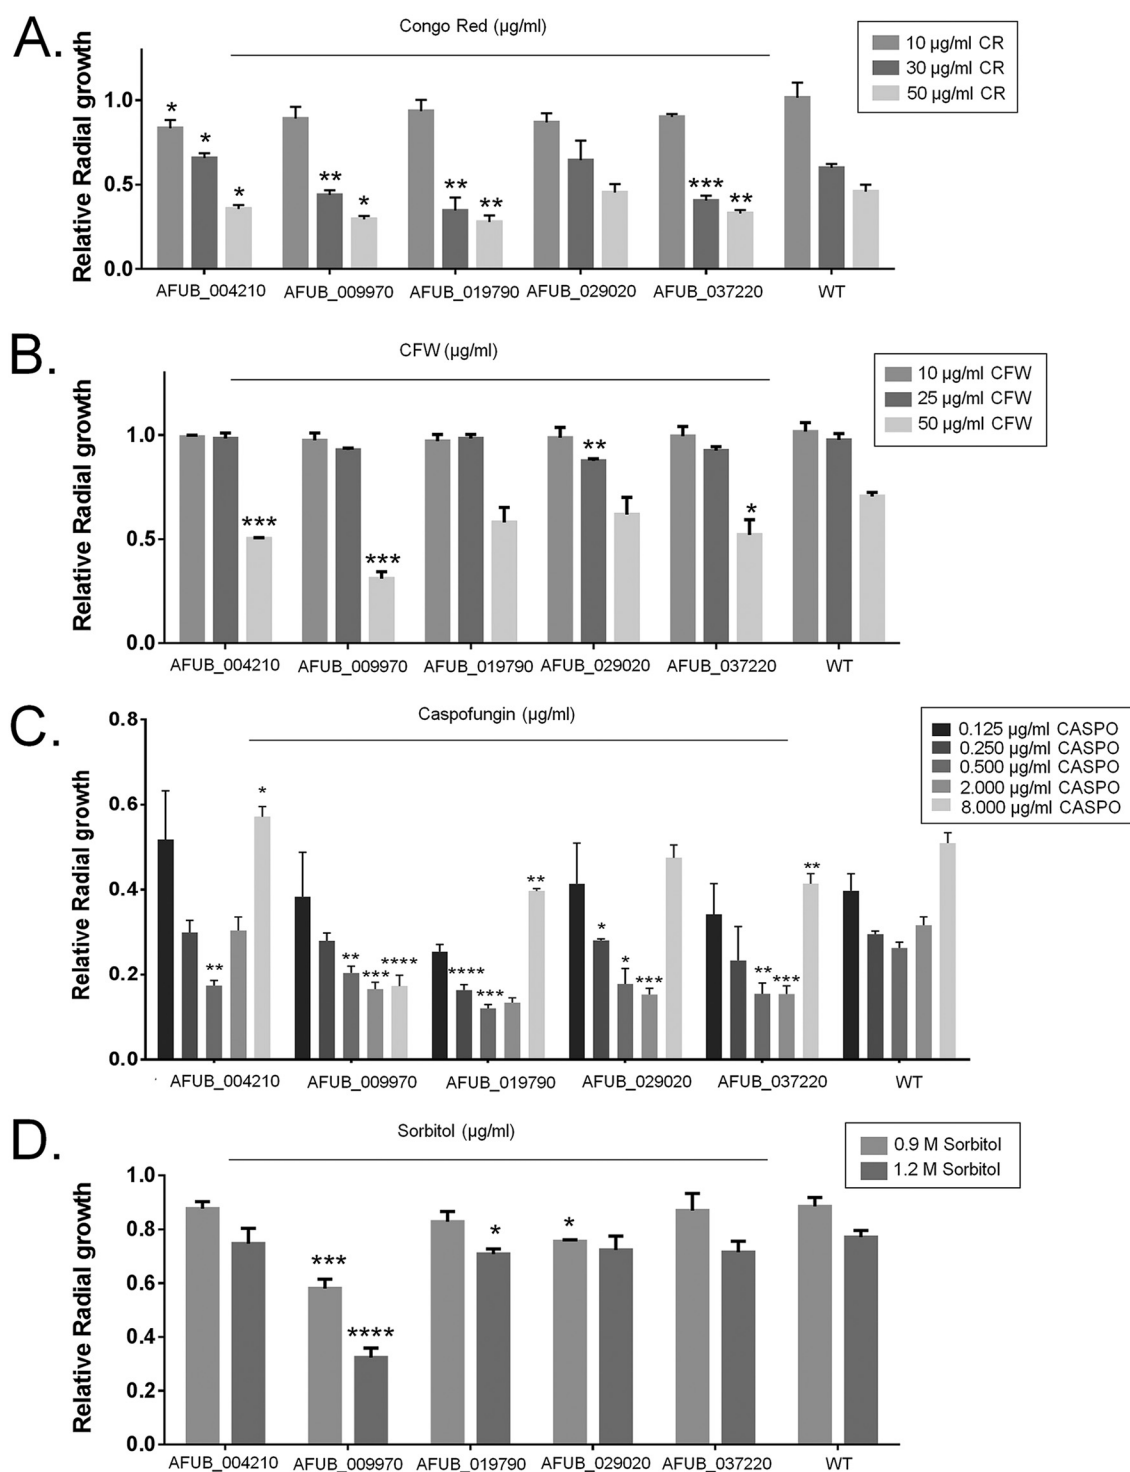 A.
Congo Red (µg/ml)
10 µg/ml CR
30 µg/ml CR
50 µg/ml CR
Relative Radial growth
1.0
0.5
0.0
* * *
** *
** **
*** **
AFUB_004210 AFUB_009970 AFUB_019790 AFUB_029020 AFUB_037220 WT
B.
CFW (µg/ml)
10 µg/ml CFW
25 µg/ml CFW
50 µg/ml CFW
Relative Radial growth
1.0
0.5
0.0
***
***
**
*
AFUB_004210 AFUB_009970 AFUB_019790 AFUB_029020 AFUB_037220 WT
C.
Caspofungin (µg/ml)
0.125 µg/ml CASPO
0.250 µg/ml CASPO
0.500 µg/ml CASPO
2.000 µg/ml CASPO
8.000 µg/ml CASPO
Relative Radial growth
0.8
0.6
0.4
0.2
0.0
** *
** *** ****
**** *** **
* * ***
** *** **
AFUB_004210 AFUB_009970 AFUB_019790 AFUB_029020 AFUB_037220 WT
D.
Sorbitol (µg/ml)
0.9 M Sorbitol
1.2 M Sorbitol
Relative Radial growth
1.0
0.8
0.6
0.4
0.2
0.0
*** ****
*
*
AFUB_004210 AFUB_009970 AFUB_019790 AFUB_029020 AFUB_037220 WT